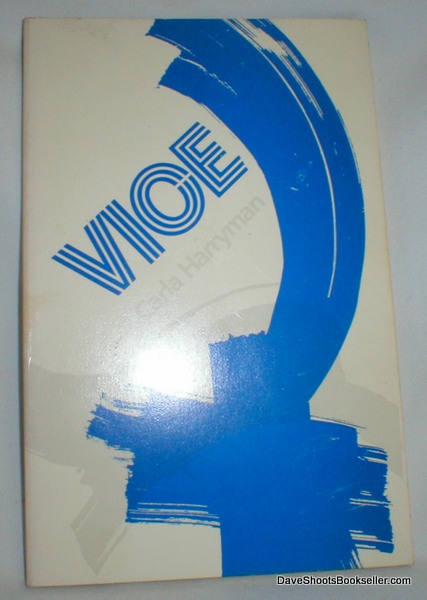 VICE
Carla Harryman
DaveShootsBookseller.com